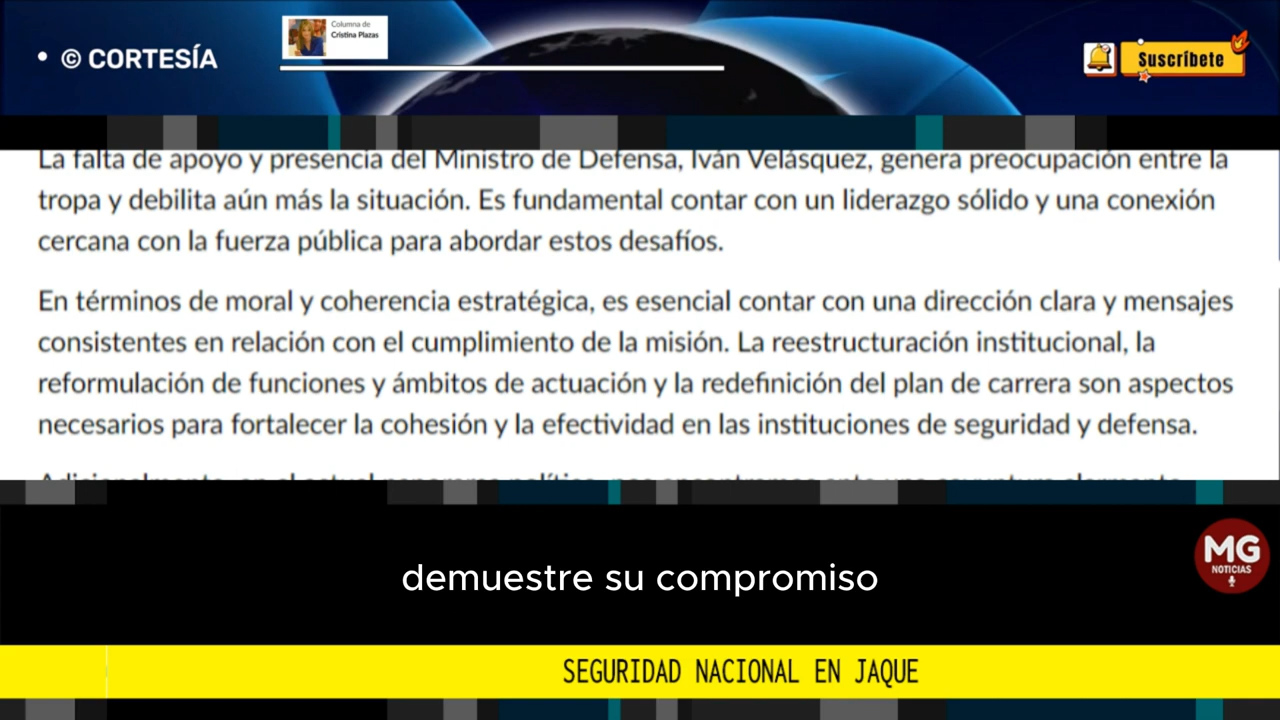 Columna de
Cristina Plazas
• © CORTESÍA
Suscríbete
La falta de apoyo y presencia del Ministro de Defensa, Iván Velásquez, genera preocupación entre la
tropa y debilita aún más la situación. Es fundamental contar con un liderazgo sólido y una conexión
cercana con la fuerza pública para abordar estos desafíos.
En términos de moral y coherencia estratégica, es esencial contar con una dirección clara y mensajes
consistentes en relación con el cumplimiento de la misión. La reestructuración institucional, la
reformulación de funciones y ámbitos de actuación y la redefinición del plan de carrera son aspectos
necesarios para fortalecer la cohesión y la efectividad en las instituciones de seguridad y defensa.
MG
NOTICIAS
demuestre su compromiso
SEGURIDAD NACIONAL EN JAQUE